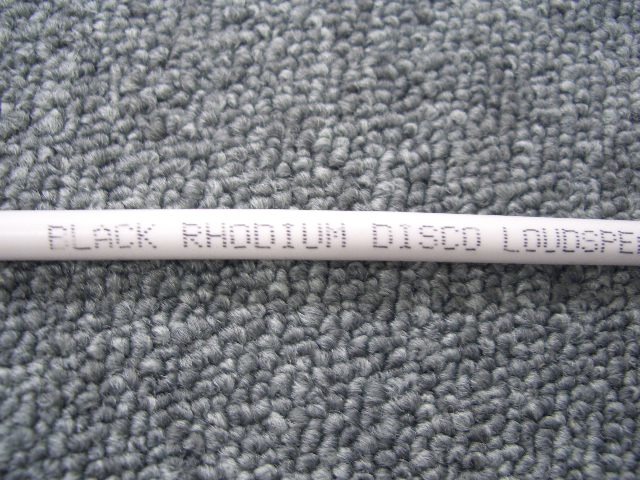 BLACK RHODIUM DISCO LOUDSPE